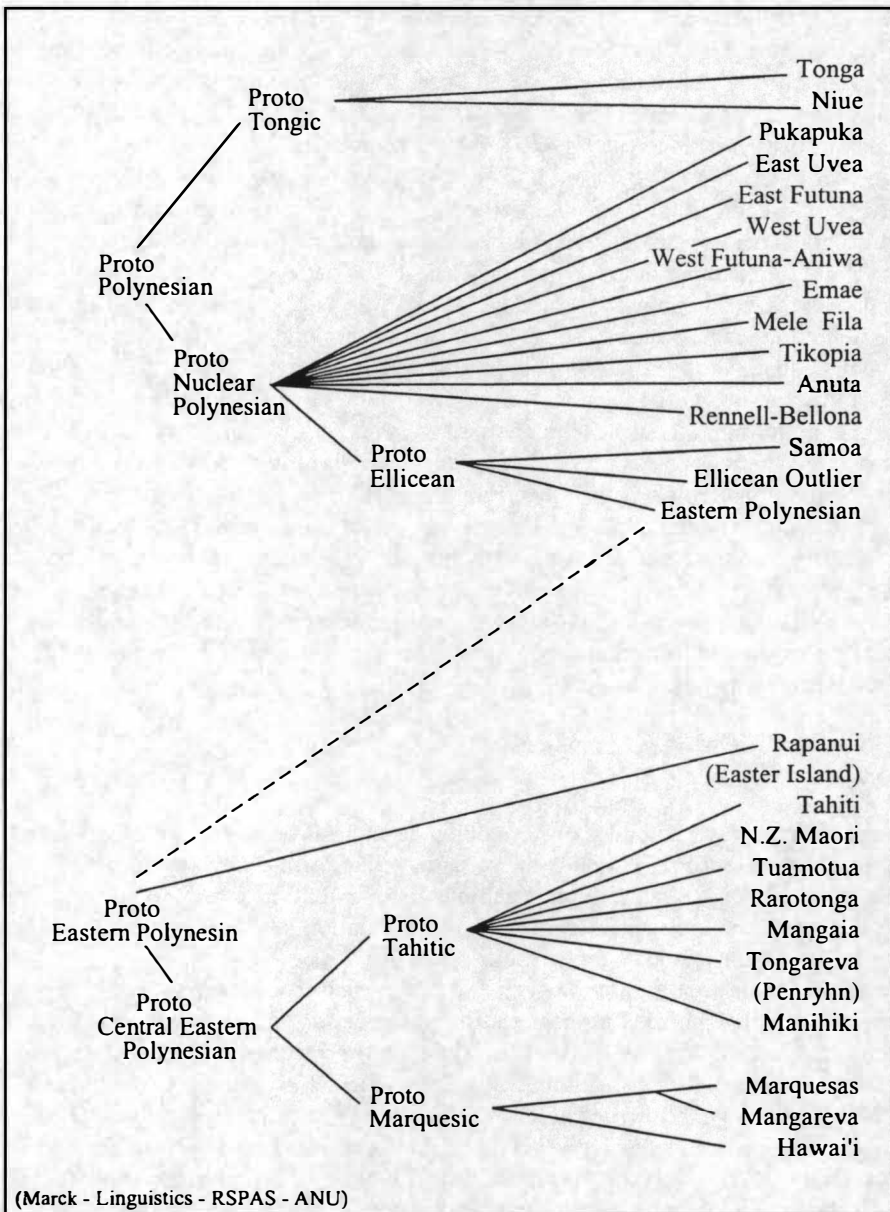 Tonga
Proto
Tongic
Niue
Pukapuka
East Uvea
East Futuna
West Uvea
Proto
Polynesian
West Futuna-Aniwa
Emae
Mele Fila
Proto
Nuclear
Polynesian
Tikopia
Anuta
Rennell-Bellona
Proto
Ellicean
Samoa
Ellicean Outlier
Eastern Polynesian
Rapanui
(Easter Island)
Tahiti
N.Z. Maori
Tuamotua
Rarotonga
Proto
Eastern Polynesin
Proto
Tahitic
Mangaia
Tongareva
(Penryhn)
Manihiki
Proto
Central Eastern
Polynesian
Proto
Marquesic
Marquesas
Mangareva
Hawai'i
(Marck - Linguistics - RSPAS - ANU)